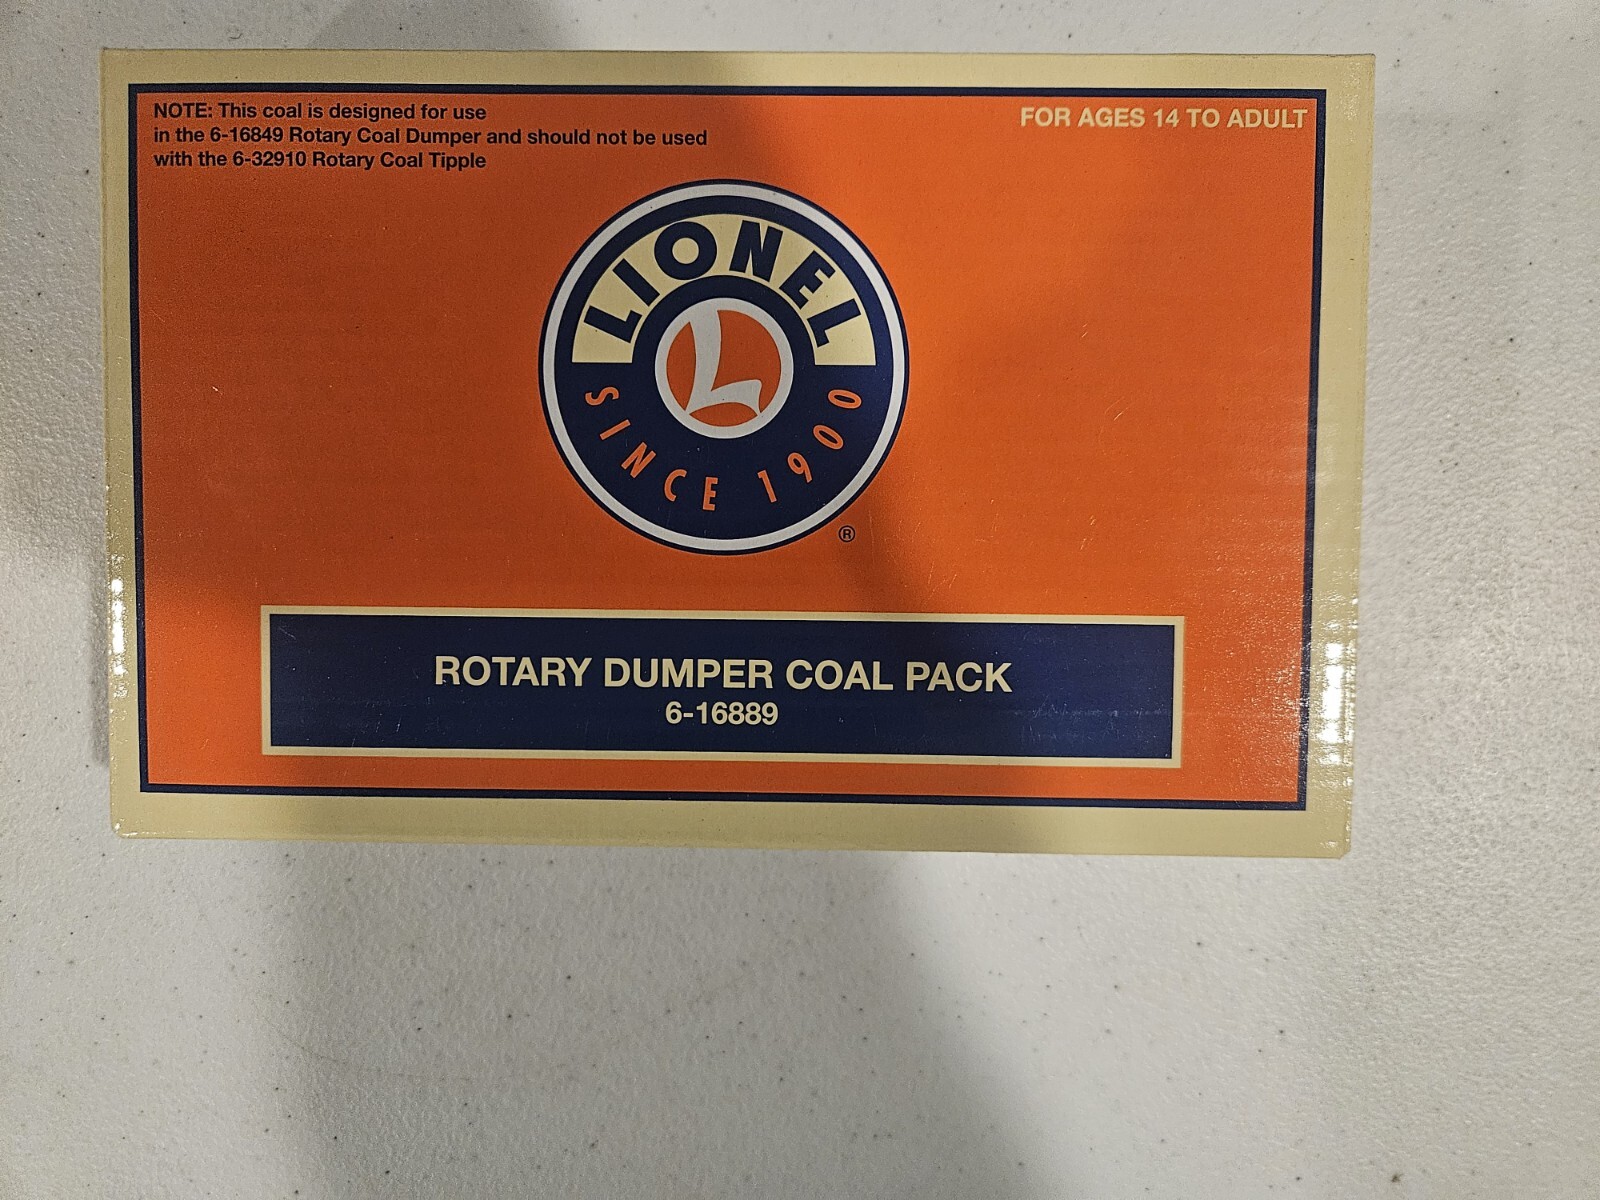 NOTE: This coal is designed for use
in the 6-16849 Rotary Coal Dumper and should not be used
with the 6-32910 Rotary Coal Tipple
FOR AGES 14 TO ADULT
LIONEL
L
SINCE 1900
®
ROTARY DUMPER COAL PACK
6-16889